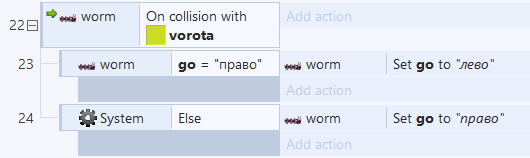 22 worm On collision with vorota Add action
23 worm go = "право" worm Set go to "лево"
Add action
24 System Else worm Set go to "право"
Add action